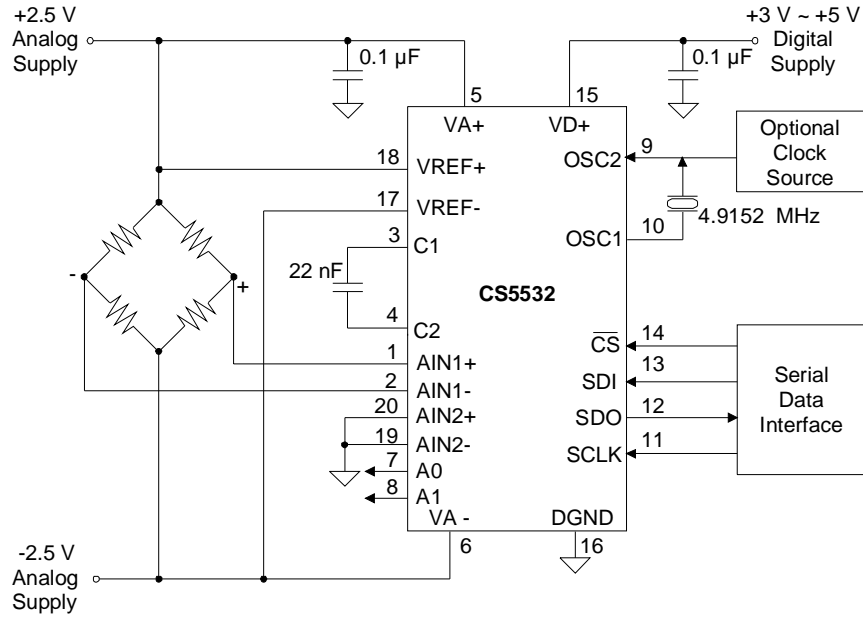 +2.5 V
Analog
Supply
0.1 µF
+3 V ~ +5 V
Digital
Supply
0.1 µF
5
15
VA+
VD+
18
VREF+
17
VREF-
3
C1
22 nF
4
C2
1
AIN1+
2
AIN1-
20
AIN2+
19
AIN2-
7
A0
8
A1
VA -
6
-
+
CS5532
OSC2
9
Optional
Clock
Source
OSC1
10
4.9152 MHz
CS
14
SDI
13
SDO
12
SCLK
11
Serial
Data
Interface
DGND
16
-2.5 V
Analog
Supply